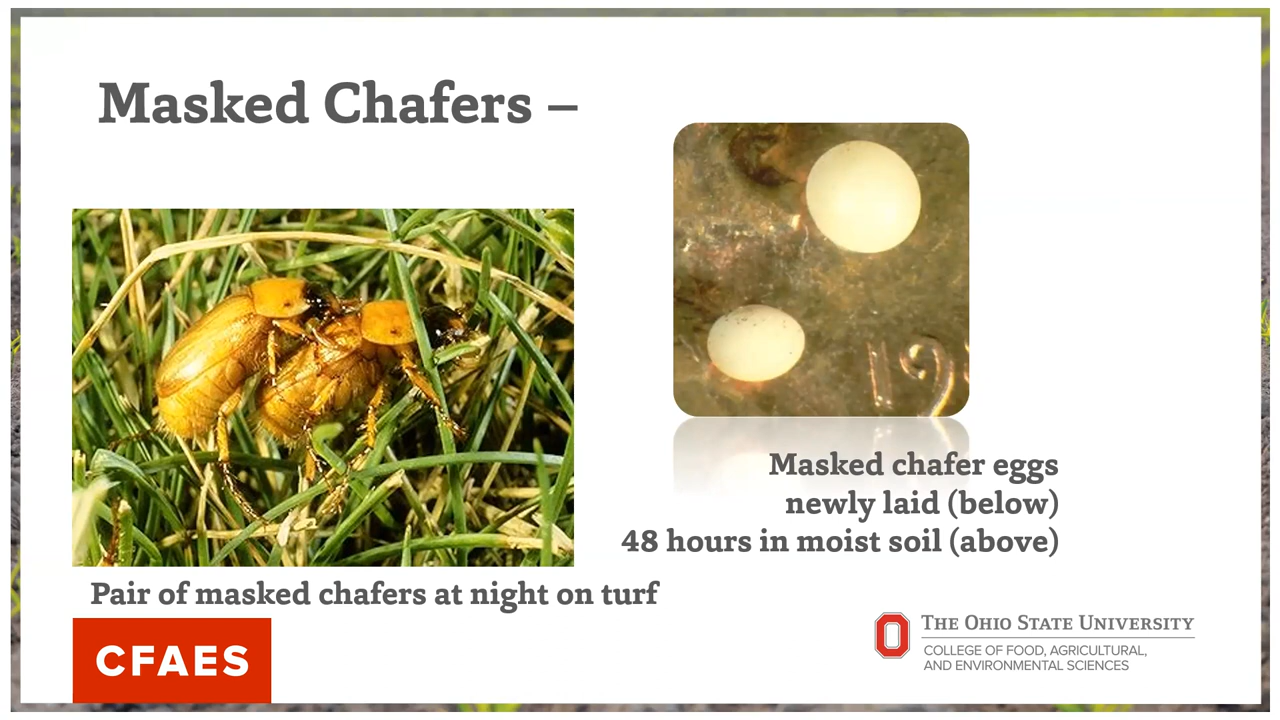 Masked Chafers –
19
Masked chafer eggs
newly laid (below)
48 hours in moist soil (above)
Pair of masked chafers at night on turf
CFAES
THE OHIO STATE UNIVERSITY
COLLEGE OF FOOD, AGRICULTURAL,
AND ENVIRONMENTAL SCIENCES